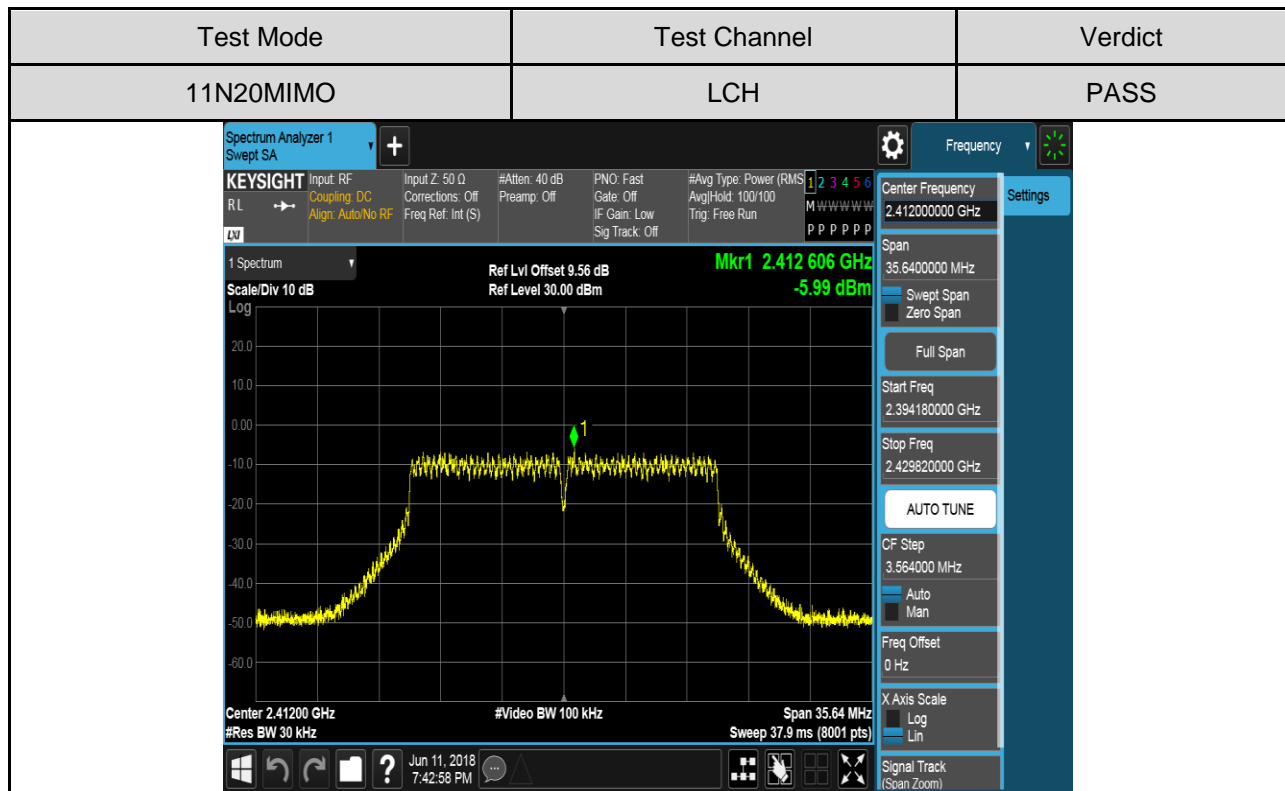 Test Mode Test Channel Verdict
11N20MIMO LCH PASS
Spectrum Analyzer 1
Swept SA
+
Frequency
KEYSIGHT
RL
LXI
Input: RF
Coupling: DC
Align: Auto/No RF
Input Z: 50 Ω
Corrections: Off
Freq Ref: Int (S)
#Atten: 40 dB
Preamp: Off
PNO: Fast
Gate: Off
IF Gain: Low
Sig Track: Off
#Avg Type: Power (RMS
Avg|Hold: 100/100
Trig: Free Run
1 2 3 4 5 6
M W W W W W
P P P P P P
Center Frequency
2.412000000 GHz
Settings
Span
35.6400000 MHz
Swept Span
Zero Span
Full Span
Start Freq
2.394180000 GHz
Stop Freq
2.429820000 GHz
AUTO TUNE
CF Step
3.564000 MHz
Auto
Man
Freq Offset
0 Hz
X Axis Scale
Log
Lin
Signal Track
(Span Zoom)
1 Spectrum
Scale/Div 10 dB
Ref Lvl Offset 9.56 dB
Ref Level 30.00 dBm
Mkr1 2.412 606 GHz
-5.99 dBm
Log
20.0
10.0
0.00
-10.0
-20.0
-30.0
-40.0
-50.0
-60.0
1
Center 2.41200 GHz
#Res BW 30 kHz
#Video BW 100 kHz
Span 35.64 MHz
Sweep 37.9 ms (8001 pts)
?
Jun 11, 2018
7:42:58 PM